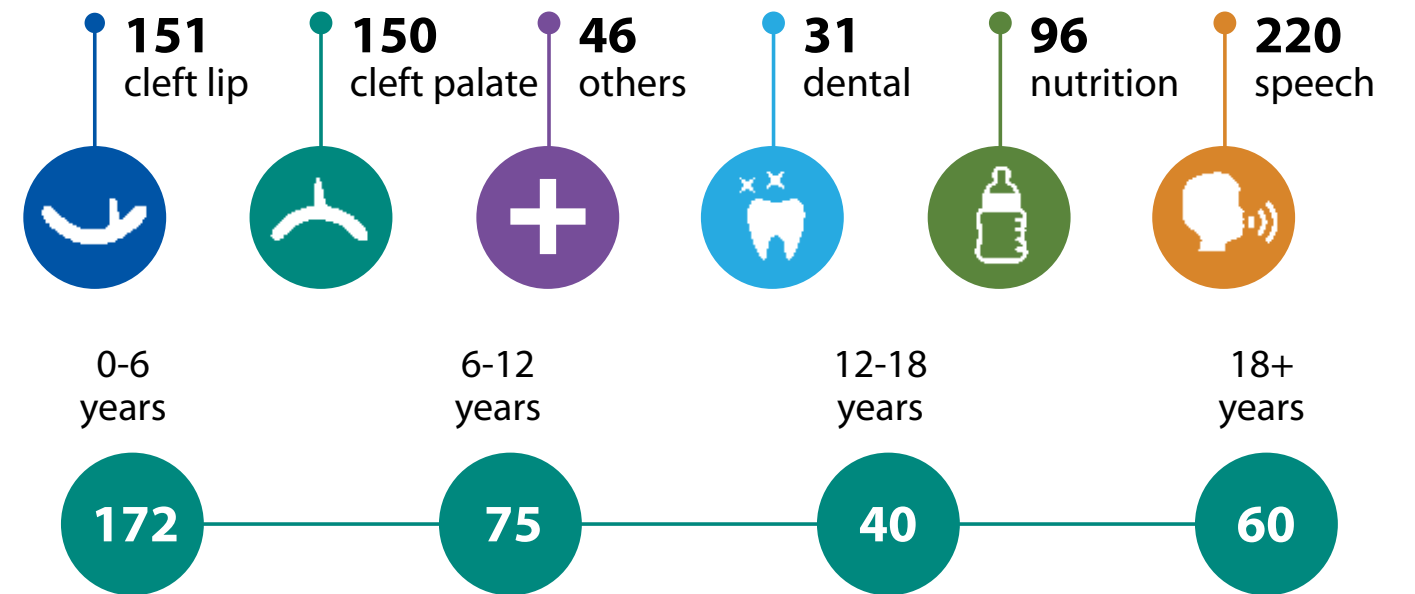 151
cleft lip
150
cleft palate
46
others
31
dental
96
nutrition
220
speech
0-6
years
6-12
years
12-18
years
18+
years
172
75
40
60